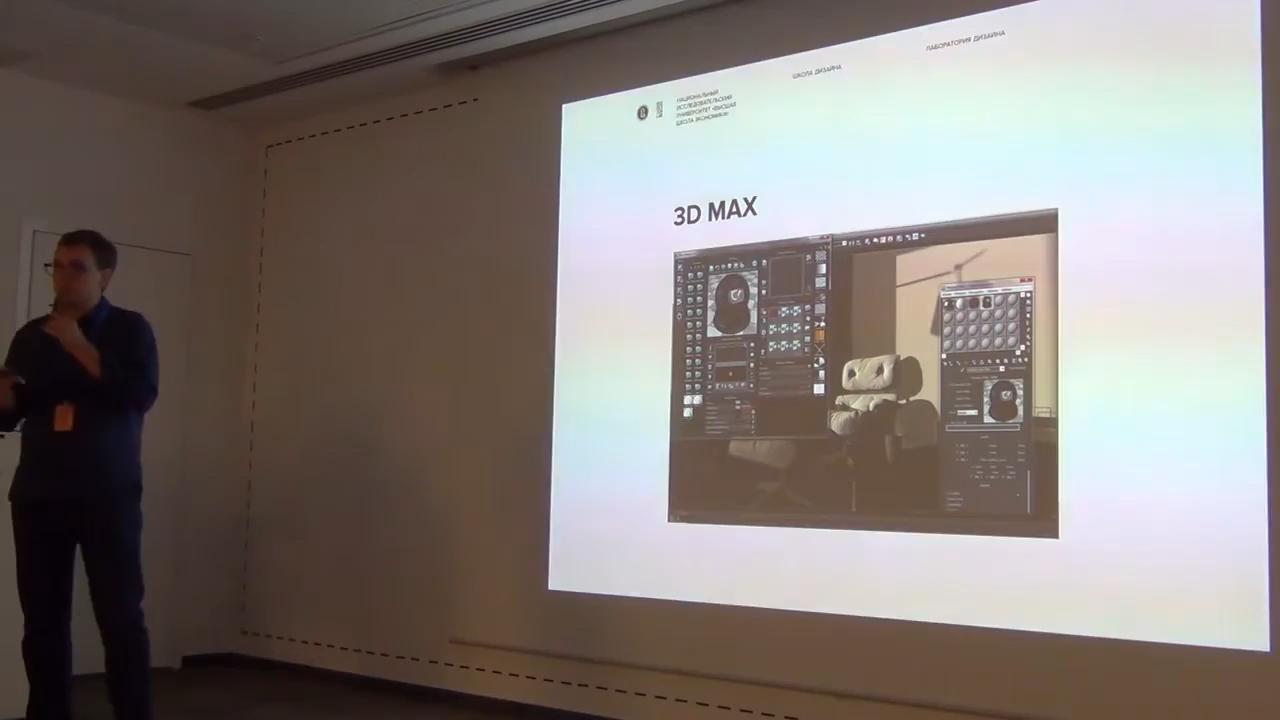 ЛАБОРАТОРИЯ ДИЗАЙНА
ШКОЛА ДИЗАЙНА
НАЦИОНАЛЬНЫЙ
ИССЛЕДОВАТЕЛЬСКИЙ
УНИВЕРСИТЕТ «ВЫСШАЯ
ШКОЛА ЭКОНОМИКИ»
3D MAX